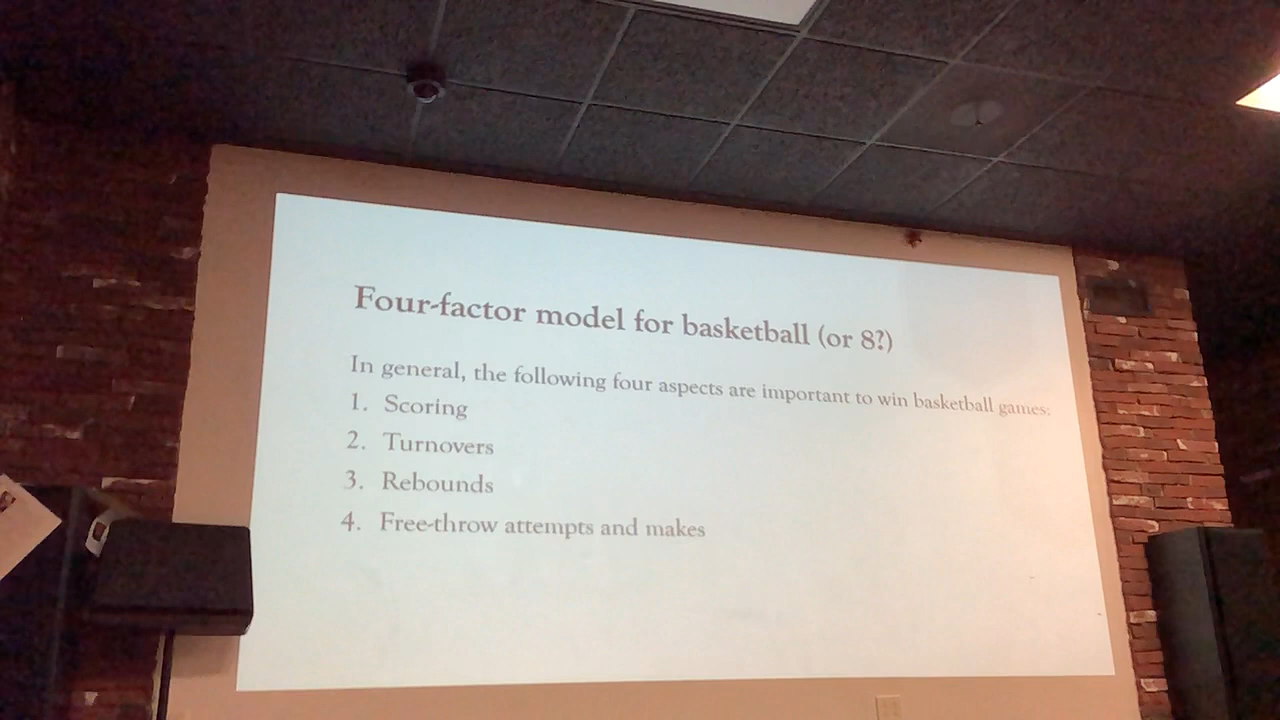 Four-factor model for basketball (or 8?)
In general, the following four aspects are important to win basketball games:
1. Scoring
2. Turnovers
3. Rebounds
4. Free-throw attempts and makes